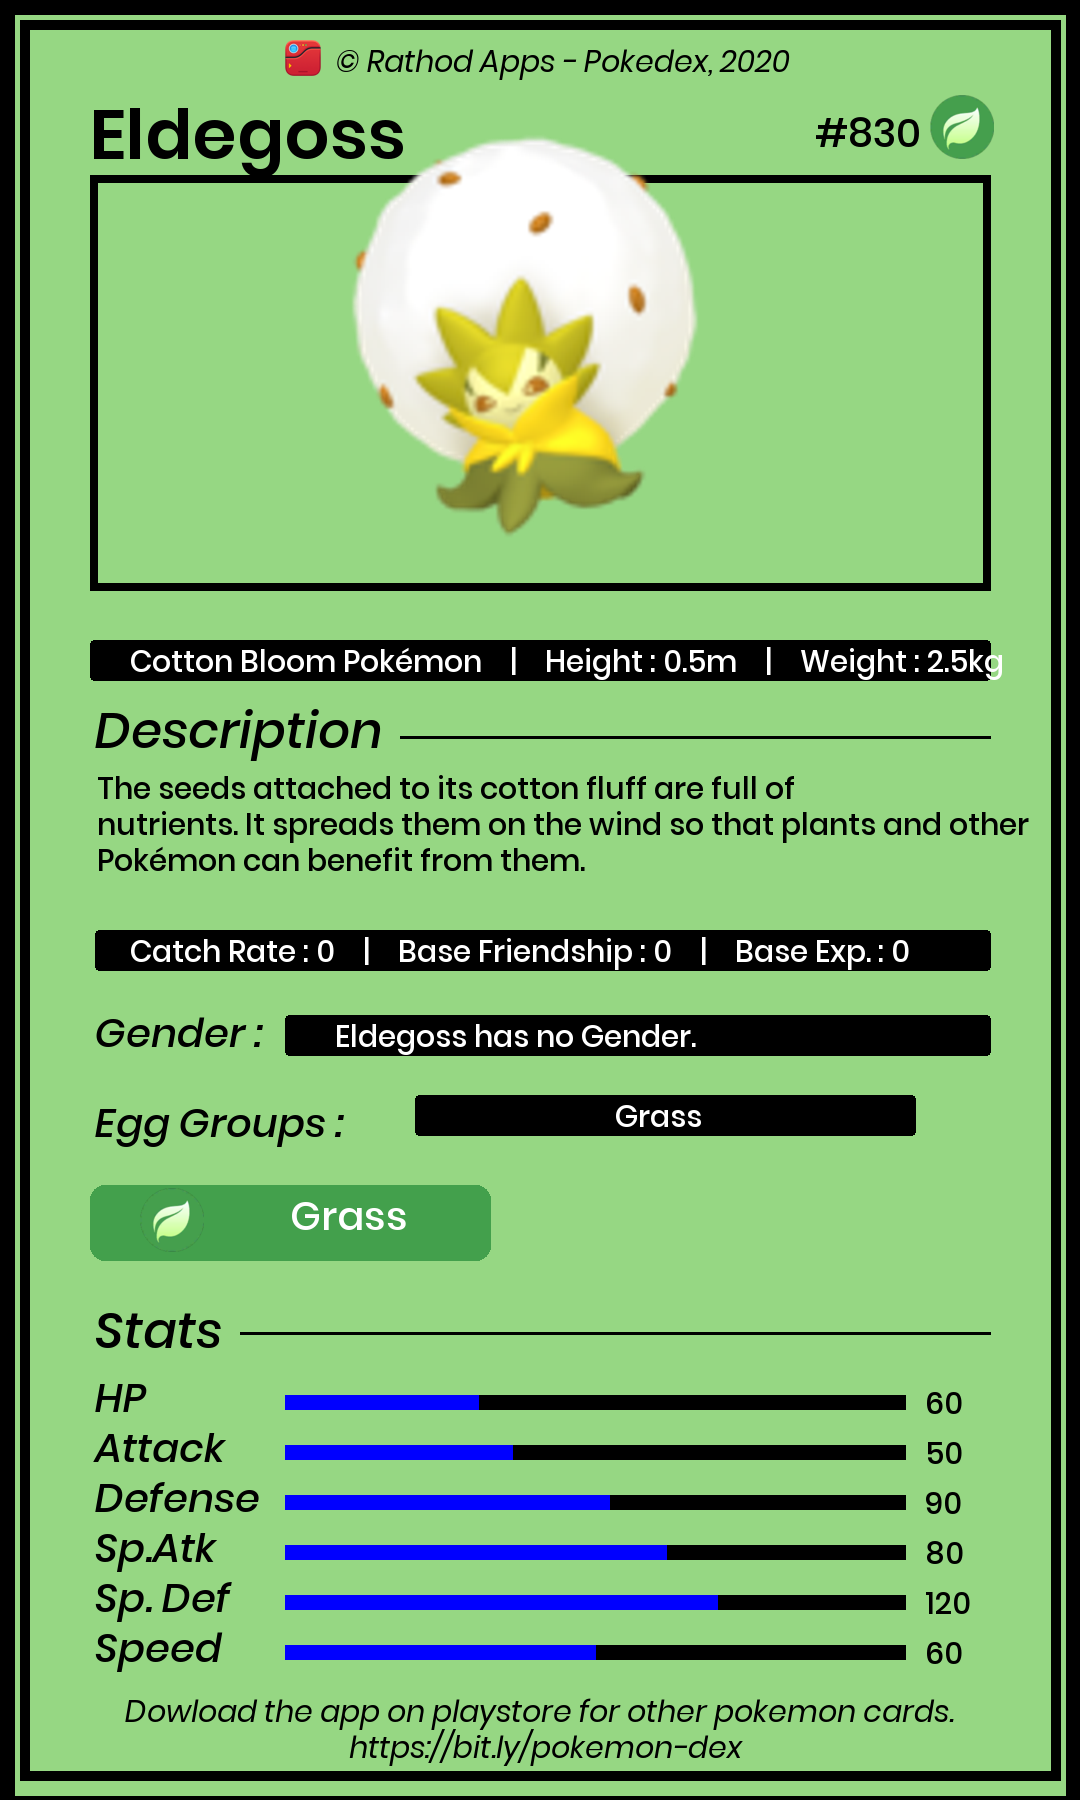 © Rathod Apps - Pokedex, 2020
Eldegoss
#830
Cotton Bloom Pokémon | Height : 0.5m | Weight : 2.5kg
Description
The seeds attached to its cotton fluff are full of
nutrients. It spreads them on the wind so that plants and other
Pokémon can benefit from them.
Catch Rate : 0 | Base Friendship : 0 | Base Exp. : 0
Gender : Eldegoss has no Gender.
Egg Groups : Grass
Grass
Stats
HP 60
Attack 50
Defense 90
Sp.Atk 80
Sp. Def 120
Speed 60
Dowload the app on playstore for other pokemon cards.
https://bit.ly/pokemon-dex